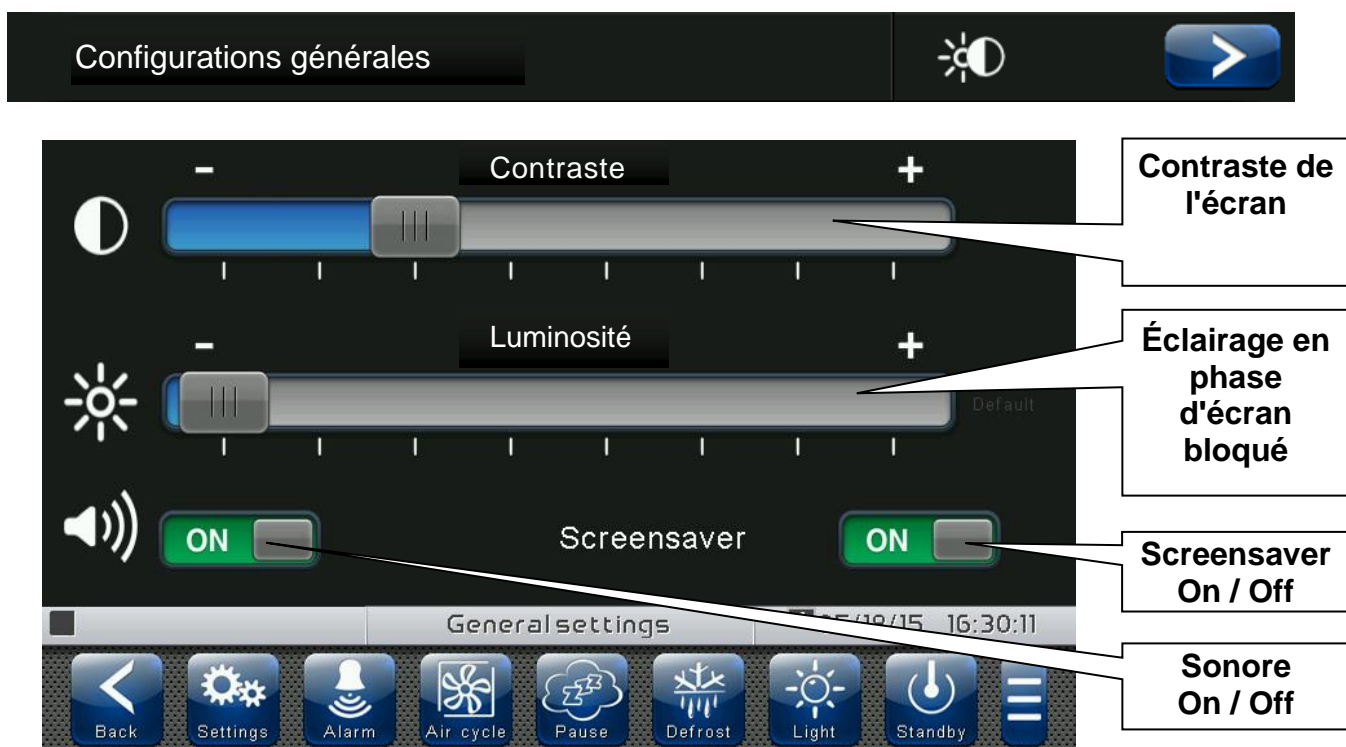 Configurations générales
- Contraste +
Contraste de
l'écran
- Luminosité +
Default
Éclairage en
phase
d'écran
bloqué
ON Screensaver ON
Screensaver
On / Off
General settings /15 16:30:11
Sonore
On / Off
Back Settings Alarm Air cycle Pause Defrost Light Standby